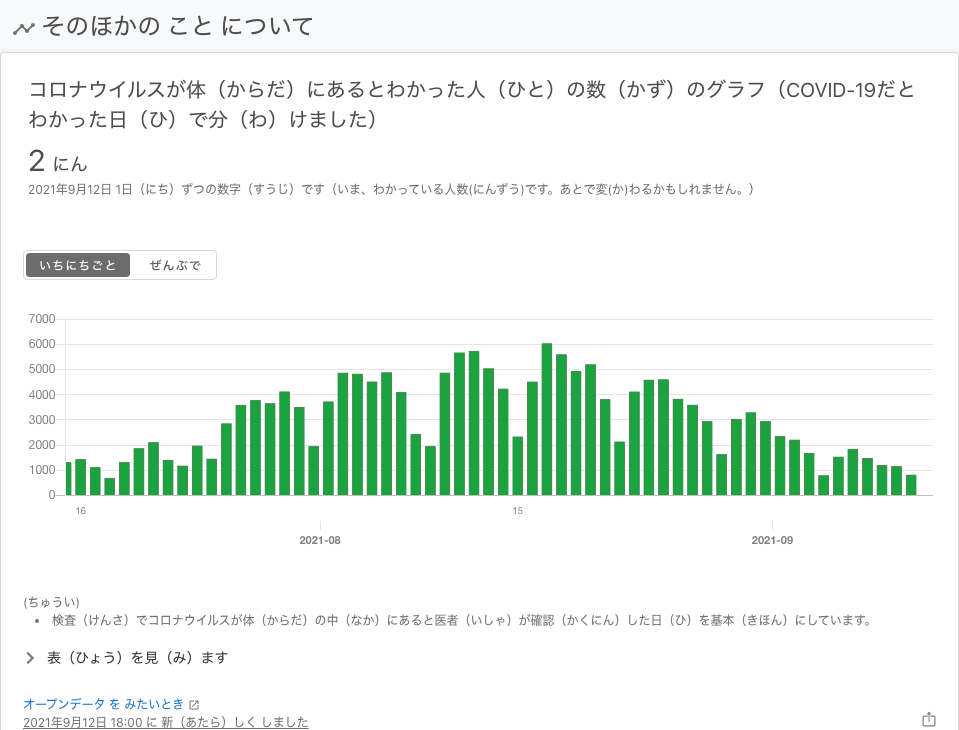 そのほかの こと について
コロナウイルスが体（からだ）にあるとわかった人（ひと）の数（かず）のグラフ（COVID-19だと
わかった日（ひ）で分（わ）けました）
2 にん
2021年9月12日 1日（にち）ずつの数字（すうじ）です（いま、わかっている人数(にんずう)です。あとで変(か)わるかもしれません。）
いちにちごと ぜんぶで
7000
6000
5000
4000
3000
2000
1000
0
16 15
2021-08 2021-09
(ちゅうい)
• 検査（けんさ）でコロナウイルスが体（からだ）の中（なか）にあると医者（いしゃ）が確認（かくにん）した日（ひ）を基本（きほん）にしています。
表（ひょう）を見（み）ます
オープンデータ を みたいとき
2021年9月12日 18:00 に 新（あたら）しく しました